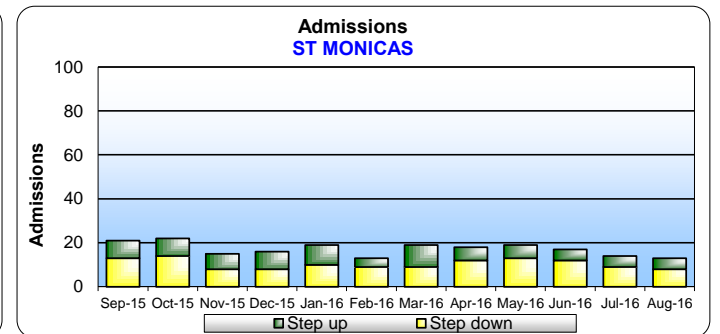 Admissions
ST MONICAS
100
80
60
40
20
0
Admissions
Sep-15 Oct-15 Nov-15 Dec-15 Jan-16 Feb-16 Mar-16 Apr-16 May-16 Jun-16 Jul-16 Aug-16
Step up Step down